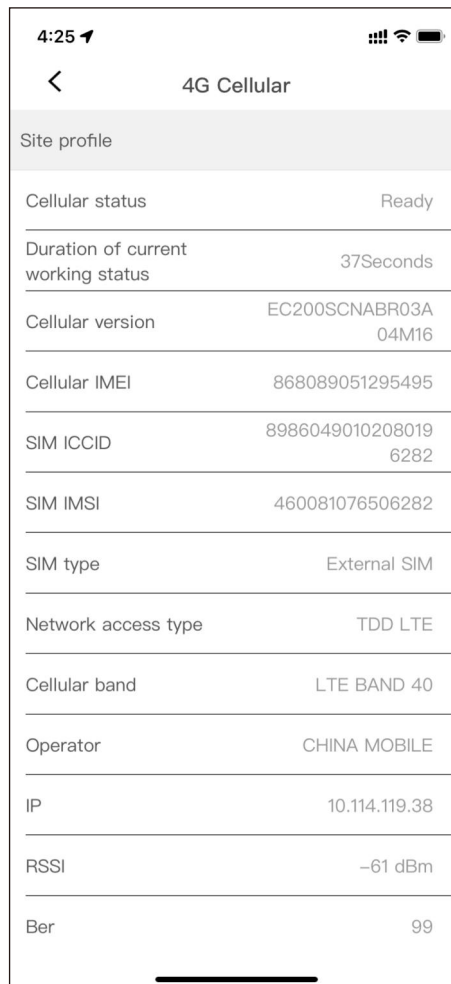 4:25
4G Cellular
Site profile
Cellular status Ready
Duration of current
working status 37Seconds
Cellular version EC200SCNABR03A
04M16
Cellular IMEI 868089051295495
SIM ICCID 8986049010208019
6282
SIM IMSI 460081076506282
SIM type External SIM
Network access type TDD LTE
Cellular band LTE BAND 40
Operator CHINA MOBILE
IP 10.114.119.38
RSSI -61 dBm
Ber 99